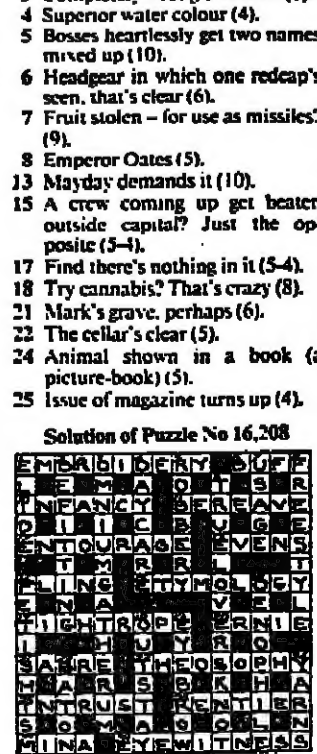 4 Superior water colour (4).
5 Bosses heartlessly get two names
mixed up (10).
6 Headgear in which one redcap's
seen, that's clear (6).
7 Fruit stolen – for use as missiles?
(9).
8 Emperor Oates (5).
13 Mayday demands it (10).
15 A crew coming up get beaten
outside capital? Just the op-
posite (5-4).
17 Find there's nothing in it (5-4).
18 Try cannabis? That's crazy (8).
21 Mark's grave, perhaps (6).
22 The cellar's clear (5).
24 Animal shown in a book (a
picture-book) (5).
25 Issue of magazine turns up (4).
Solution of Puzzle No 16,208
EMBROIDERY BUFF
E M A O T S R
INFANCY BEREAVE
I I C B U G E
ENTOURAGE EVENS
T M R R L T
LING ETYMOLOGY
E N A V E L
TIGHTROPE ERNIE
I H U Y R O
SABRE THEOSOPHY
H A R S B K H A
INTRUST RENTIER
S O M A G O L N
MINA EYEWITNESS